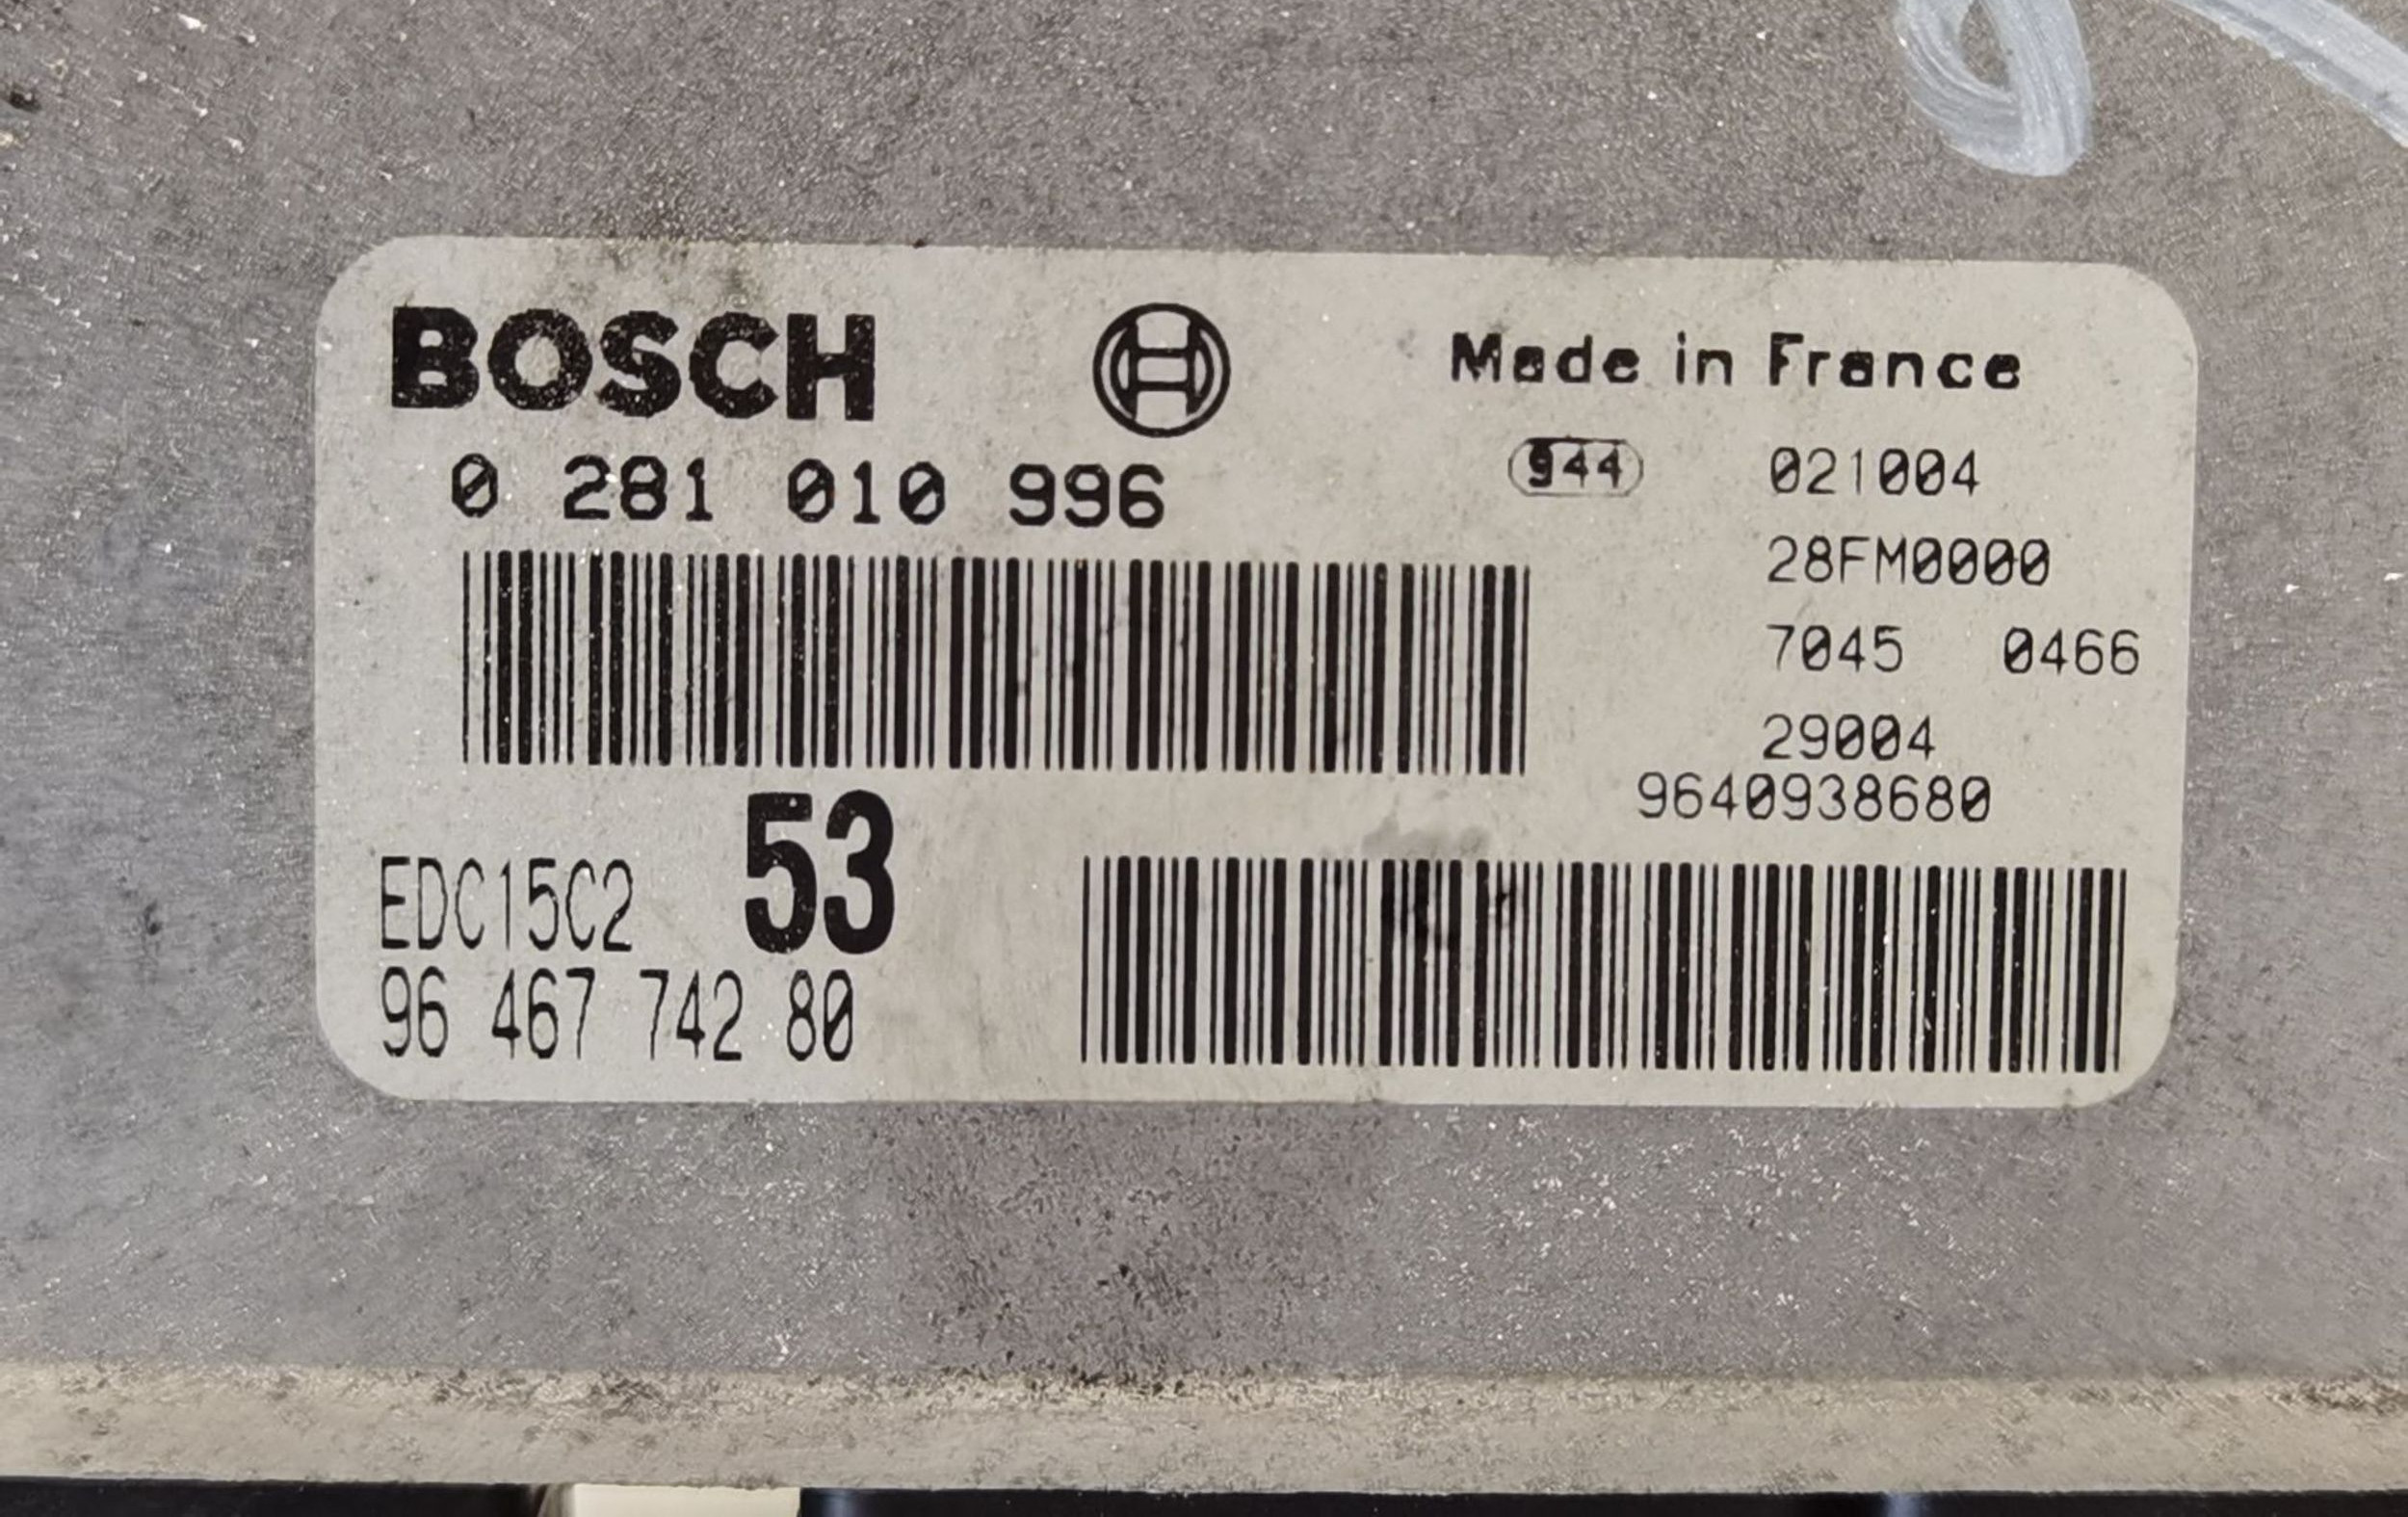 BOSCH
Made in France
0 281 010 996
944 021004
28FM0000
7045 0466
29004
9640938680
53
EDC15C2
96 467 742 80